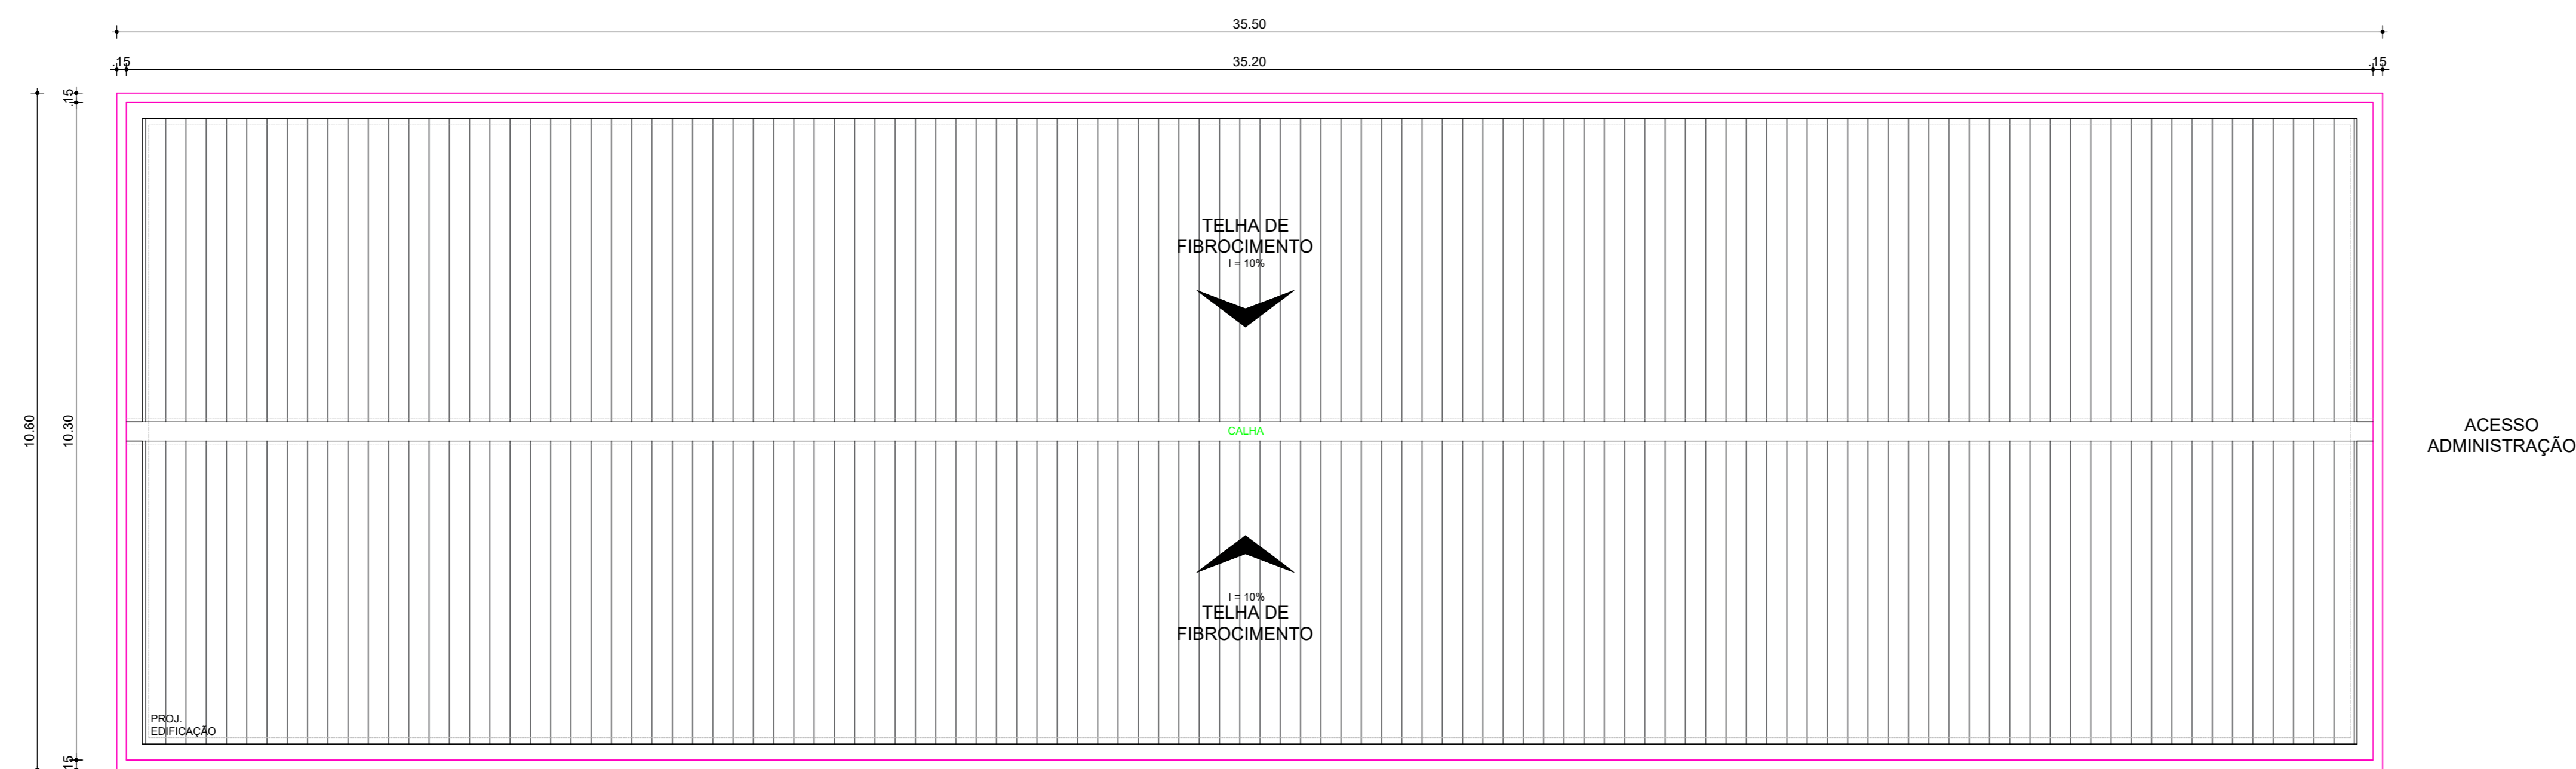 35.50
.15
35.20
.15
.15
10.60
10.30
.15
TELHA DE
FIBROCIMENTO
I = 10%
CALHA
ACESSO
ADMINISTRAÇÃO
I = 10%
TELHA DE
FIBROCIMENTO
PROJ.
EDIFICAÇÃO